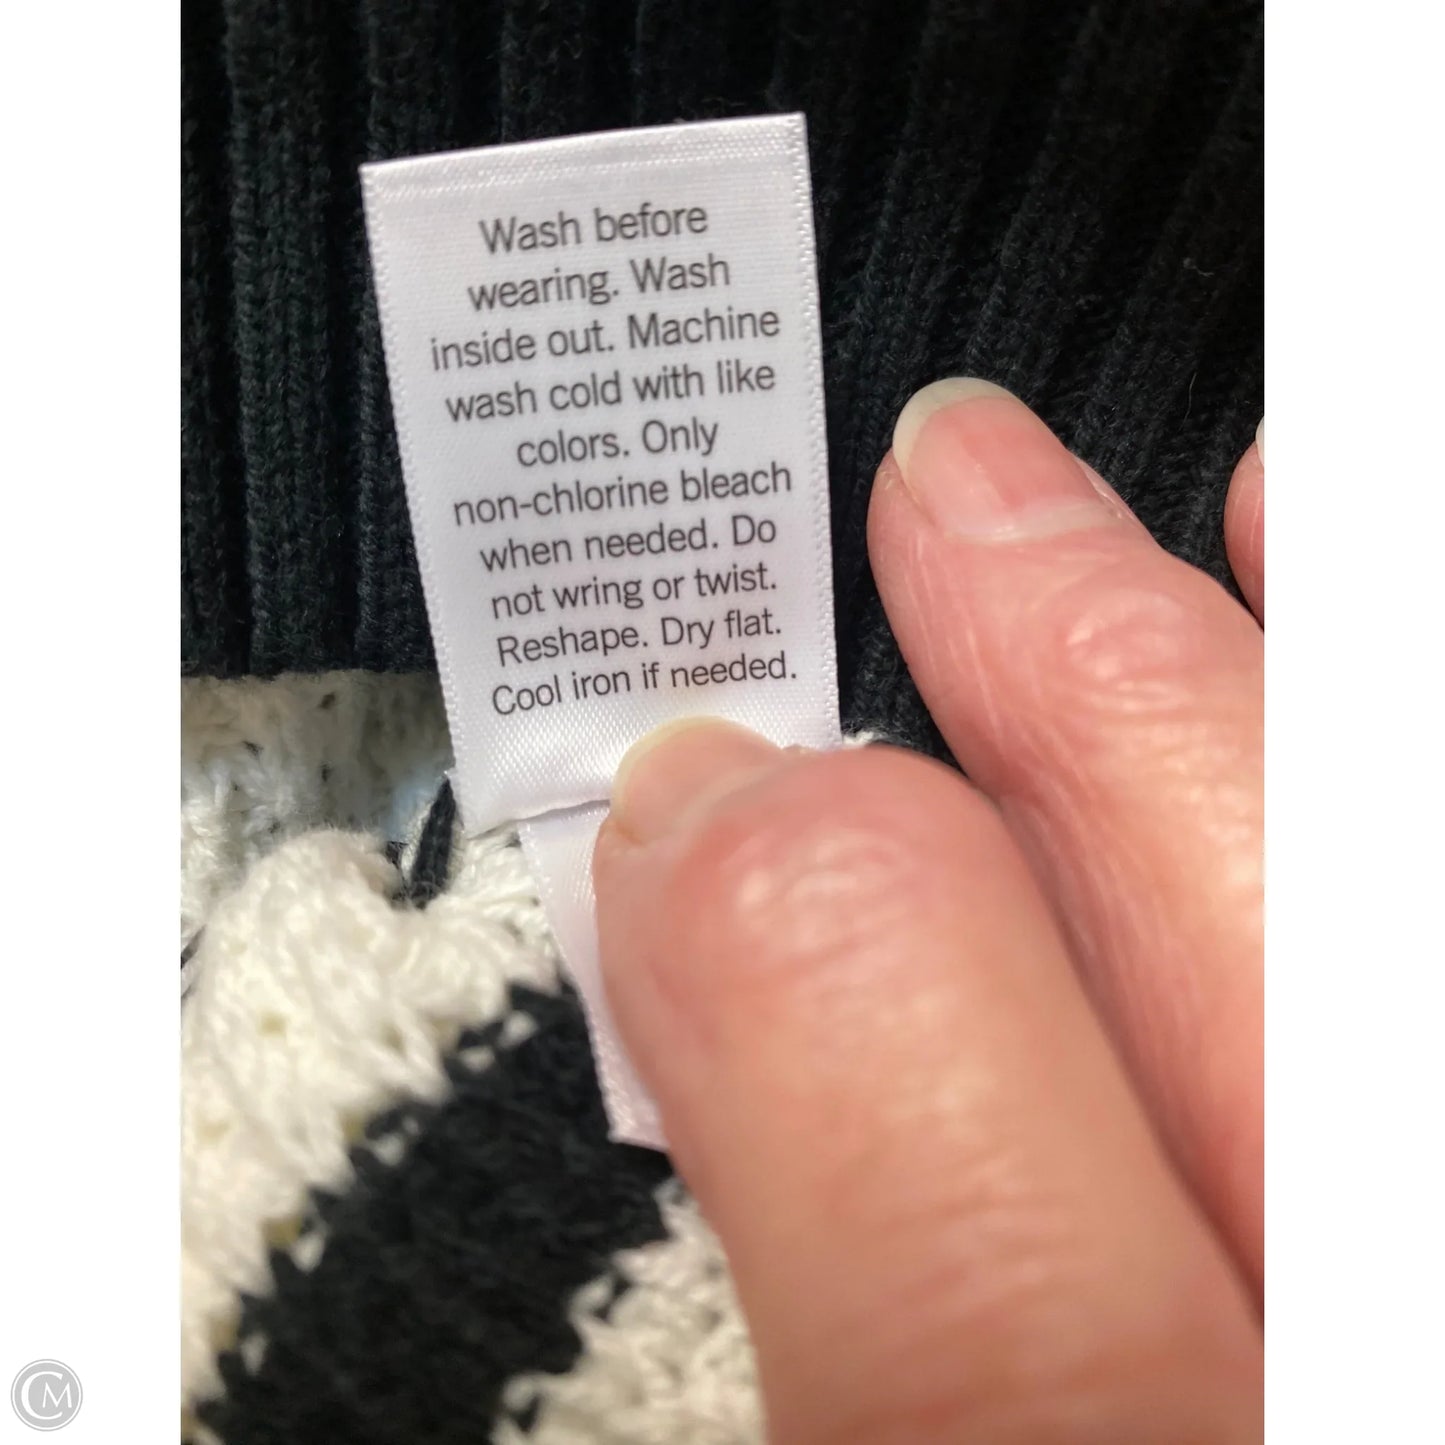 Wash before
wearing. Wash
inside out. Machine
wash cold with like
colors. Only
non-chlorine bleach
when needed. Do
not wring or twist.
Reshape. Dry flat.
Cool iron if needed.
CM